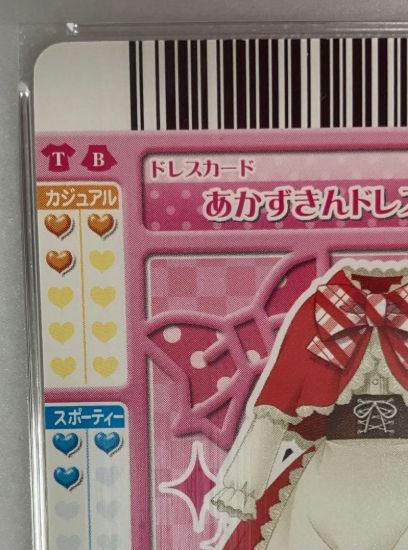 T B
ドレスカード
あかずきんドレス
カジュアル
スポーティー